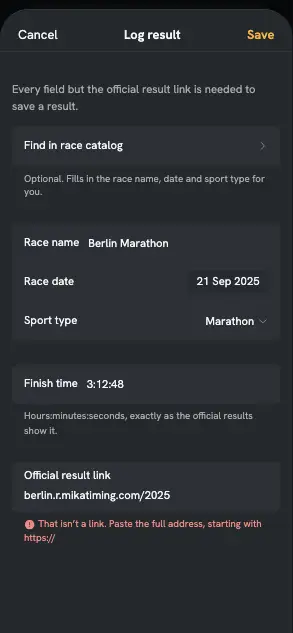 Cancel Log result Save
Every field but the official result link is needed to
save a result.
Find in race catalog
Optional. Fills in the race name, date and sport type for
you.
Race name Berlin Marathon
Race date 21 Sep 2025
Sport type Marathon
Finish time 3:12:48
Hours:minutes:seconds, exactly as the official results
show it.
Official result link
berlin.r.mikatiming.com/2025
That isn’t a link. Paste the full address, starting with
https://